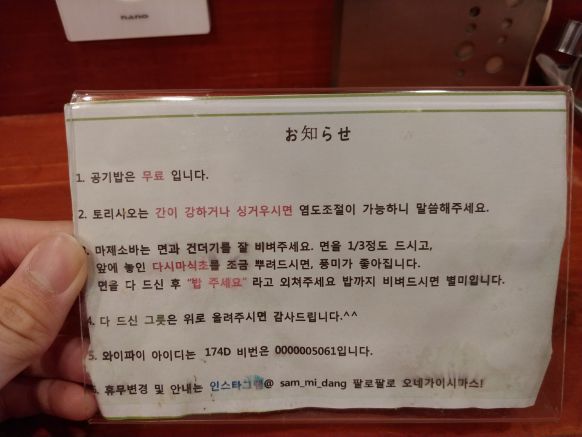 nano
お知らせ
1. 공기밥은 무료 입니다.
2. 토리시오는 간이 강하거나 싱거우시면 염도조절이 가능하니 말씀해주세요.
마제소바는 면과 건더기를 잘 비벼주세요. 면을 1/3정도 드시고,
앞에 놓인 다시마식초를 조금 뿌려드시면, 풍미가 좋아집니다.
면을 다 드신 후 "밥 주세요" 라고 외쳐주세요 밥까지 비벼드시면 별미입니다.
4. 다 드신 그릇은 위로 올려주시면 감사드립니다.^^
5. 와이파이 아이디는 174D 비번은 0000005061입니다.
6. 휴무변경 및 안내는 인스타그램@ sam_mi_dang 팔로팔로 오네가이시마스!